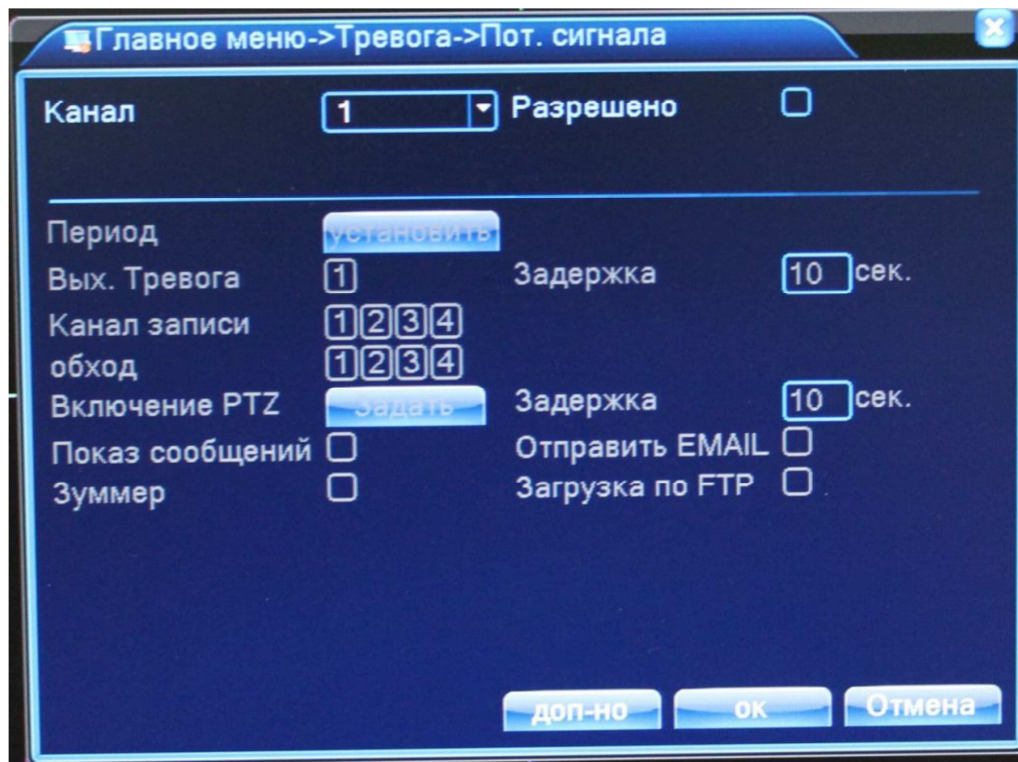 Главное меню->Тревога->Пот. сигнала
Канал 1 Разрешено
Период установить
Вых. Тревога 1 Задержка 10 сек.
Канал записи 1 2 3 4
обход 1 2 3 4
Включение PTZ Задать Задержка 10 сек.
Показ сообщений Отправить EMAIL
Зуммер Загрузка по FTP
доп-но ок Отмена